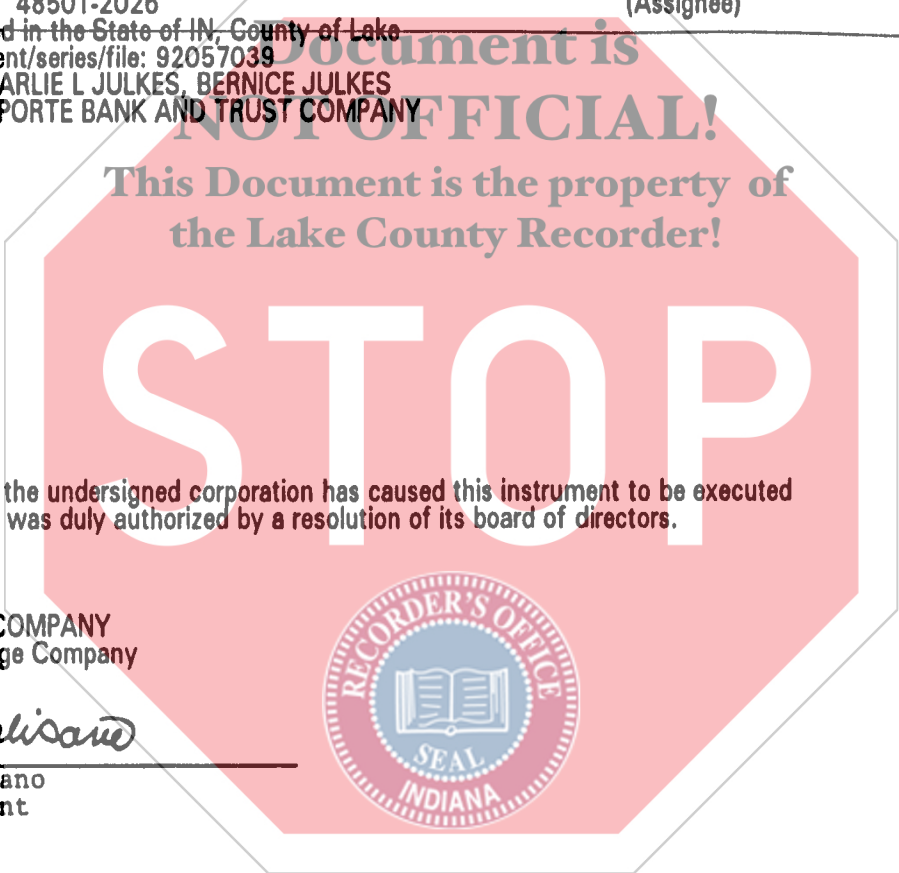 48501-2026 (Assignee)
d in the State of IN, County of Lake
ent/series/file: 92057039
ARLIE L JULKES, BERNICE JULKES
PORTE BANK AND TRUST COMPANY
Document is
NOT OFFICIAL!
This Document is the property of
the Lake County Recorder!
STOP
the undersigned corporation has caused this instrument to be executed
was duly authorized by a resolution of its board of directors.
COMPANY
ge Company
lisano
ano
nt
RECORDER'S OFFICE
SEAL
INDIANA